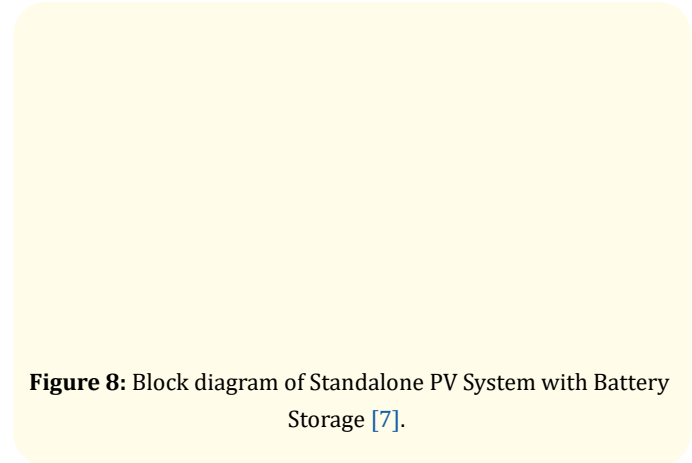 Figure 8: Block diagram of Standalone PV System with Battery
Storage [7].